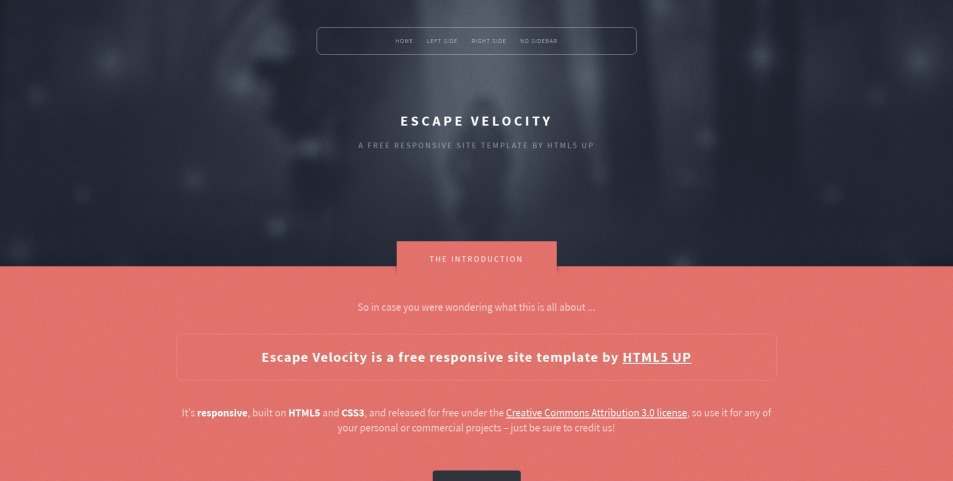 HOME LEFT SIDE RIGHT SIDE NO SIDEBAR
ESCAPE VELOCITY
A FREE RESPONSIVE SITE TEMPLATE BY HTML5 UP
THE INTRODUCTION
So in case you were wondering what this is all about ...
Escape Velocity is a free responsive site template by HTML5 UP
It's responsive, built on HTML5 and CSS3, and released for free under the Creative Commons Attribution 3.0 license, so use it for any of
your personal or commercial projects – just be sure to credit us!